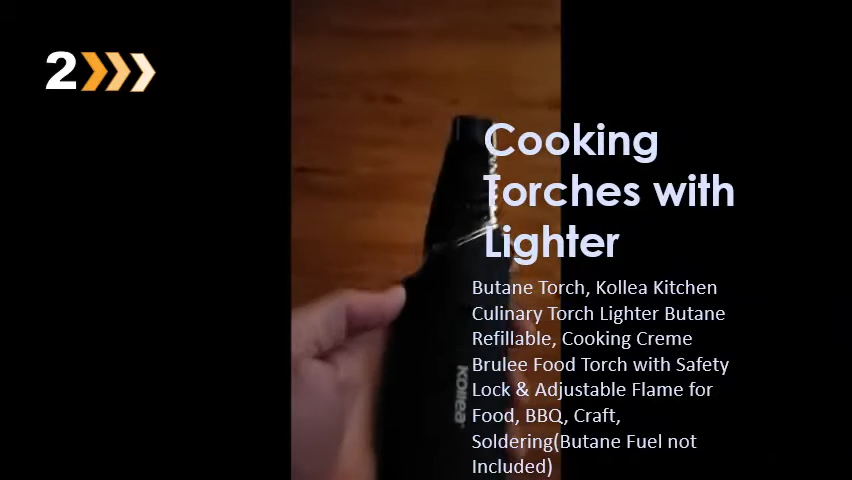 2
Cooking
Torches with
Lighter
Butane Torch, Kollea Kitchen
Culinary Torch Lighter Butane
Refillable, Cooking Creme
Brulee Food Torch with Safety
Lock & Adjustable Flame for
Food, BBQ, Craft,
Soldering(Butane Fuel not
Included)
kollea